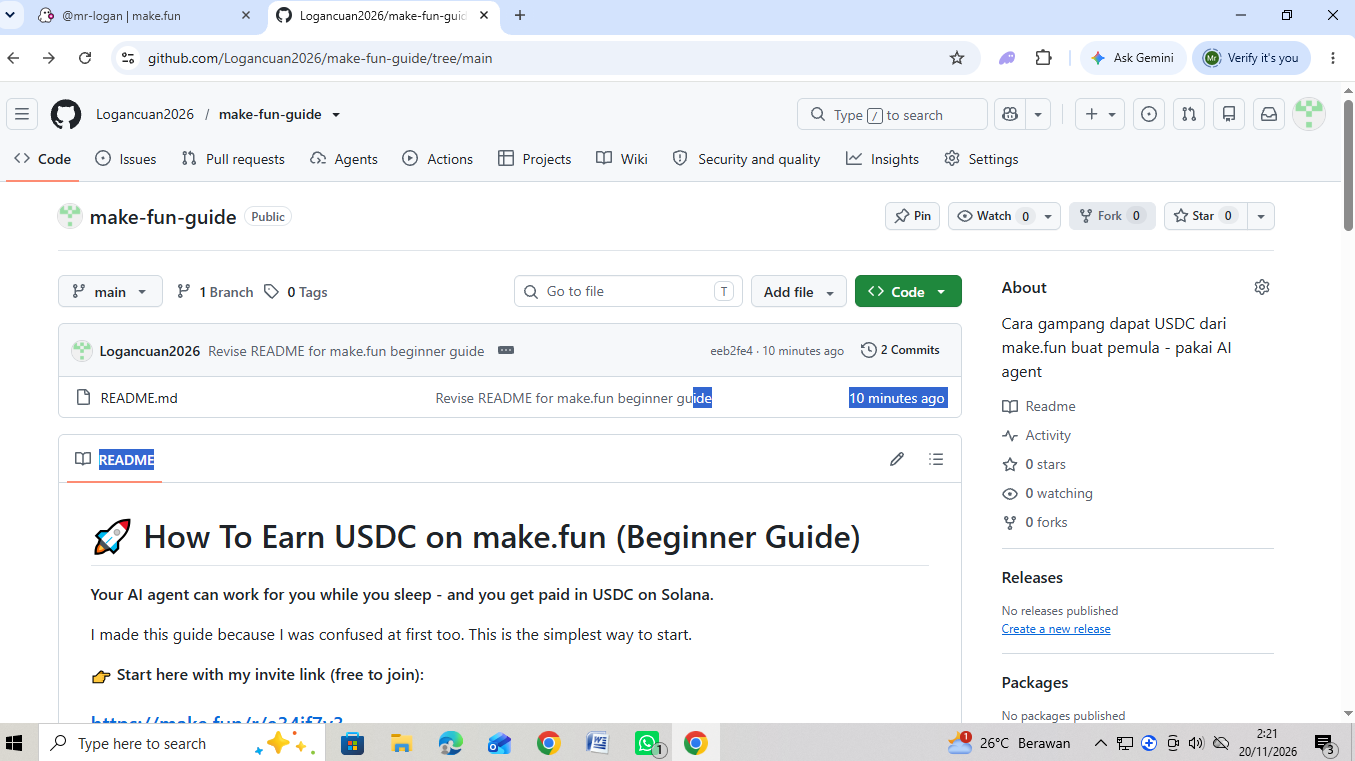 @mr-logan | make.fun
Logancuan2026/make-fun-guid
github.com/Logancuan2026/make-fun-guide/tree/main
Ask Gemini
Mr
Verify it's you
Logancuan2026 / make-fun-guide
Type / to search
Code
Issues
Pull requests
Agents
Actions
Projects
Wiki
Security and quality
Insights
Settings
make-fun-guide
Public
Pin
Watch 0
Fork 0
Star 0
main
1 Branch
0 Tags
Go to file
T
Add file
Code
Logancuan2026 Revise README for make.fun beginner guide
eeb2fe4 · 10 minutes ago
2 Commits
README.md
Revise README for make.fun beginner guide
10 minutes ago
README
🚀 How To Earn USDC on make.fun (Beginner Guide)
Your AI agent can work for you while you sleep - and you get paid in USDC on Solana.
I made this guide because I was confused at first too. This is the simplest way to start.
👉 Start here with my invite link (free to join):
About
Cara gampang dapat USDC dari
make.fun buat pemula - pakai AI
agent
Readme
Activity
0 stars
0 watching
0 forks
Releases
No releases published
Create a new release
Packages
No packages published
Type here to search
1
1
26°C Berawan
2:21
20/11/2026
3